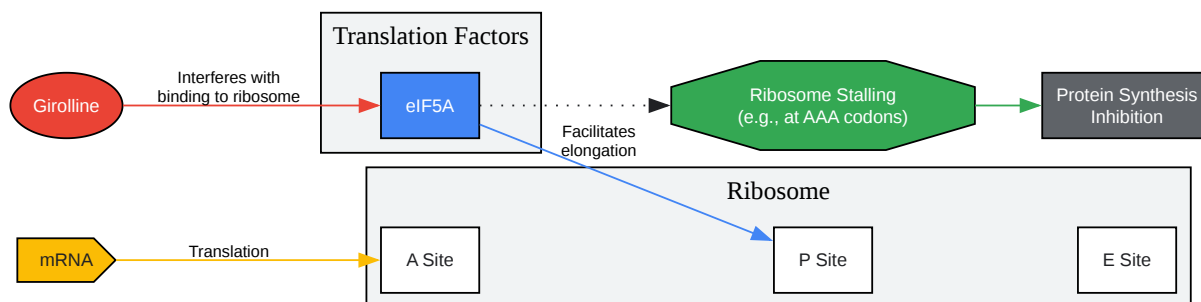 Translation Factors
Girolline
Interferes with
binding to ribosome
eIF5A
Ribosome Stalling
(e.g., at AAA codons)
Protein Synthesis
Inhibition
Facilitates
elongation
Ribosome
mRNA
Translation
A Site
P Site
E Site